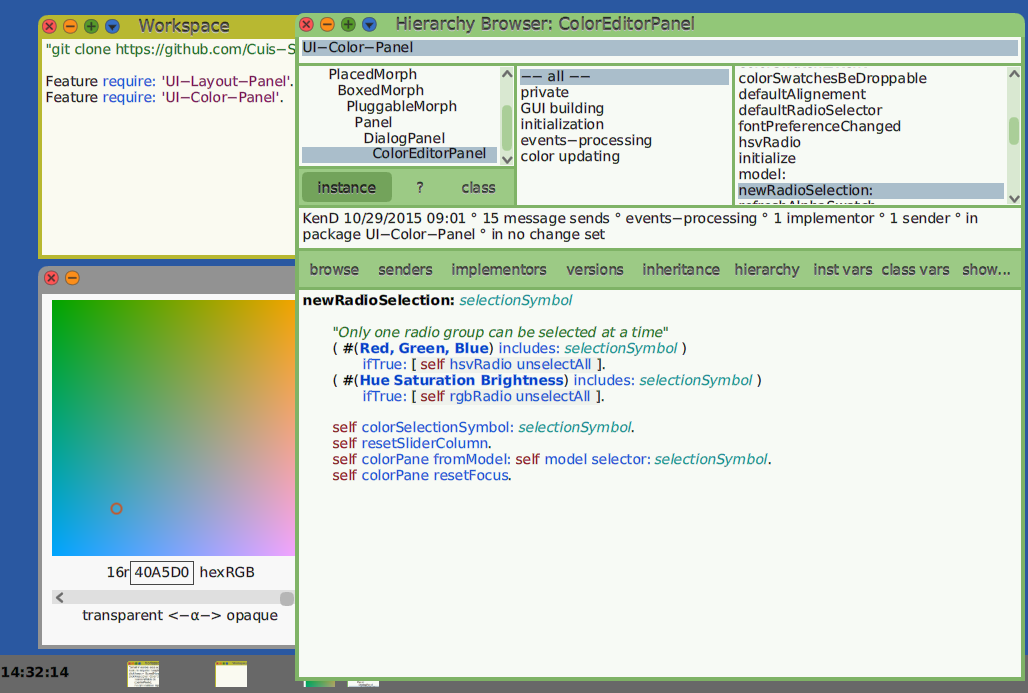 Workspace
"git clone https://github.com/Cuis-S
Feature require: 'UI-Layout-Panel'.
Feature require: 'UI-Color-Panel'.
Hierarchy Browser: ColorEditorPanel
UI-Color-Panel
PlacedMorph
BoxedMorph
PluggableMorph
Panel
DialogPanel
ColorEditorPanel
instance ? class
-- all --
private
GUI building
initialization
events-processing
color updating
colorSwatchesBeDroppable
defaultAlignement
defaultRadioSelector
fontPreferenceChanged
hsvRadio
initialize
model:
newRadioSelection:
KenD 10/29/2015 09:01 ° 15 message sends ° events-processing ° 1 implementor ° 1 sender ° in
package UI-Color-Panel ° in no change set
browse senders implementors versions inheritance hierarchy inst vars class vars show...
newRadioSelection: selectionSymbol
"Only one radio group can be selected at a time"
( #(Red, Green, Blue) includes: selectionSymbol )
ifTrue: [ self hsvRadio unselectAll ].
( #(Hue Saturation Brightness) includes: selectionSymbol )
ifTrue: [ self rgbRadio unselectAll ].
self colorSelectionSymbol: selectionSymbol.
self resetSliderColumn.
self colorPane fromModel: self model selector: selectionSymbol.
self colorPane resetFocus.
16r 40A5D0 hexRGB
transparent <-α-> opaque
14:32:14